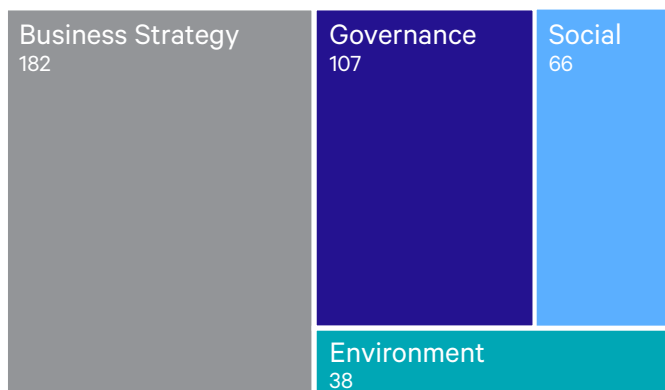 Business Strategy
182
Governance
107
Social
66
Environment
38